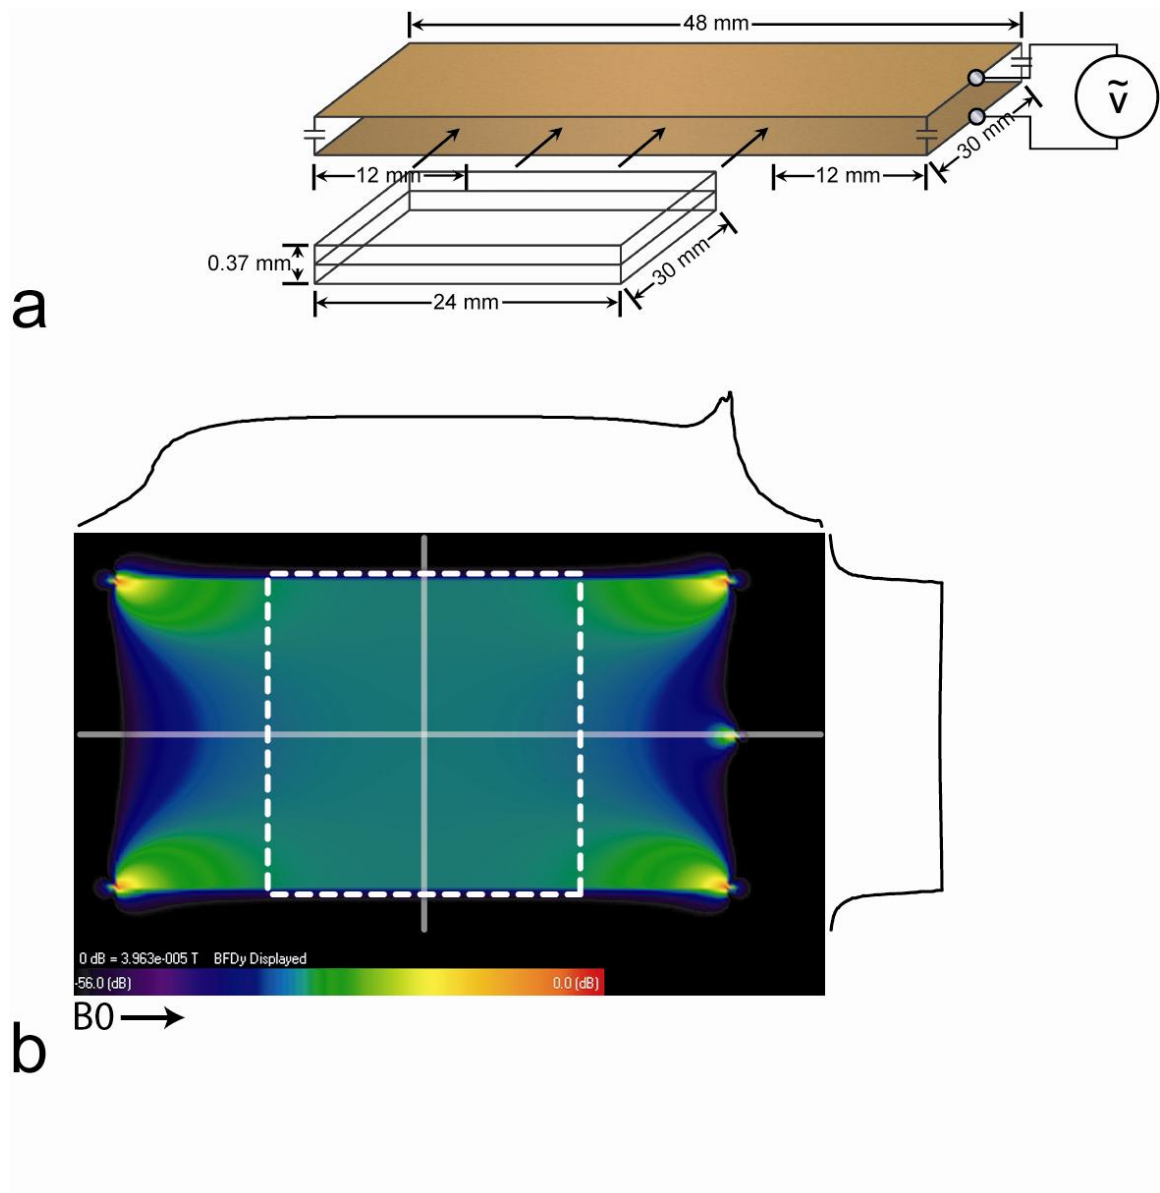 48 mm
ṽ
30 mm
12 mm
12 mm
0.37 mm
30 mm
24 mm
a
0 dB = 3.963e-005 T BFDy Displayed
-56.0 (dB) 0.0 (dB)
B0
b